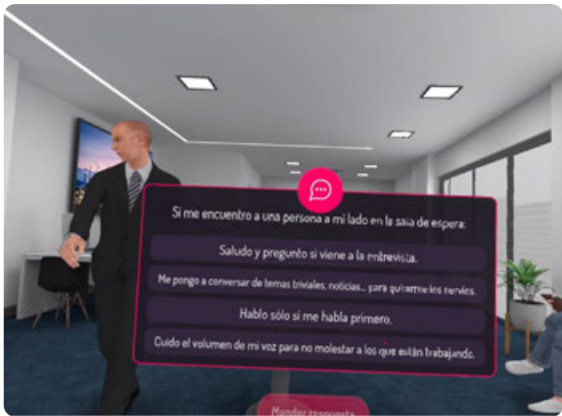 Si me encuentro a una persona a mi lado en la sala de espera:
Saludo y pregunto si viene a la entrevista.
Me pongo a conversar de temas triviales, noticias... para quitarme los nervios.
Hablo sólo si me habla primero.
Cuido el volumen de mi voz para no molestar a los que están trabajando.
Mandar respuesta